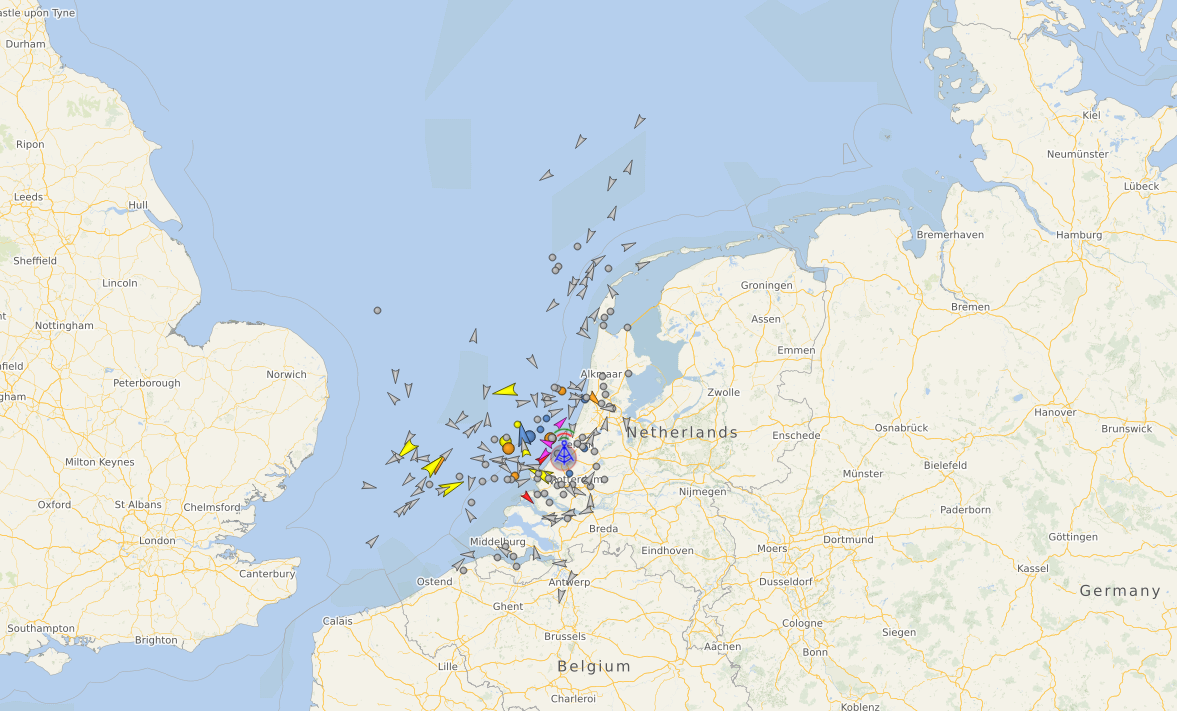 astle upon Tyne
Durham
Kiel
Ripon
Neumünster
Lübeck
Leeds
Hull
Bremerhaven
Hamburg
Sheffield
Lincoln
Groningen
Bremen
Assen
Nottingham
Emmen
field
Norwich
Alkmaar
Peterborough
Zwolle
gham
Hanover
Netherlands
Enschede
Osnabrück
Brunswick
Milton Keynes
Bielefeld
Münster
Nijmegen
Oxford
St Albans
Chelmsford
Paderborn
Breda
London
Middelburg
Dortmund
Göttingen
Moers
Eindhoven
Canterbury
Kassel
Ostend
Antwerp
Dusseldorf
Germany
Ghent
Calais
Cologne
Southampton
Siegen
Brighton
Brussels
Aachen
Bonn
Lille
Belgium
Charleroi
Koblenz